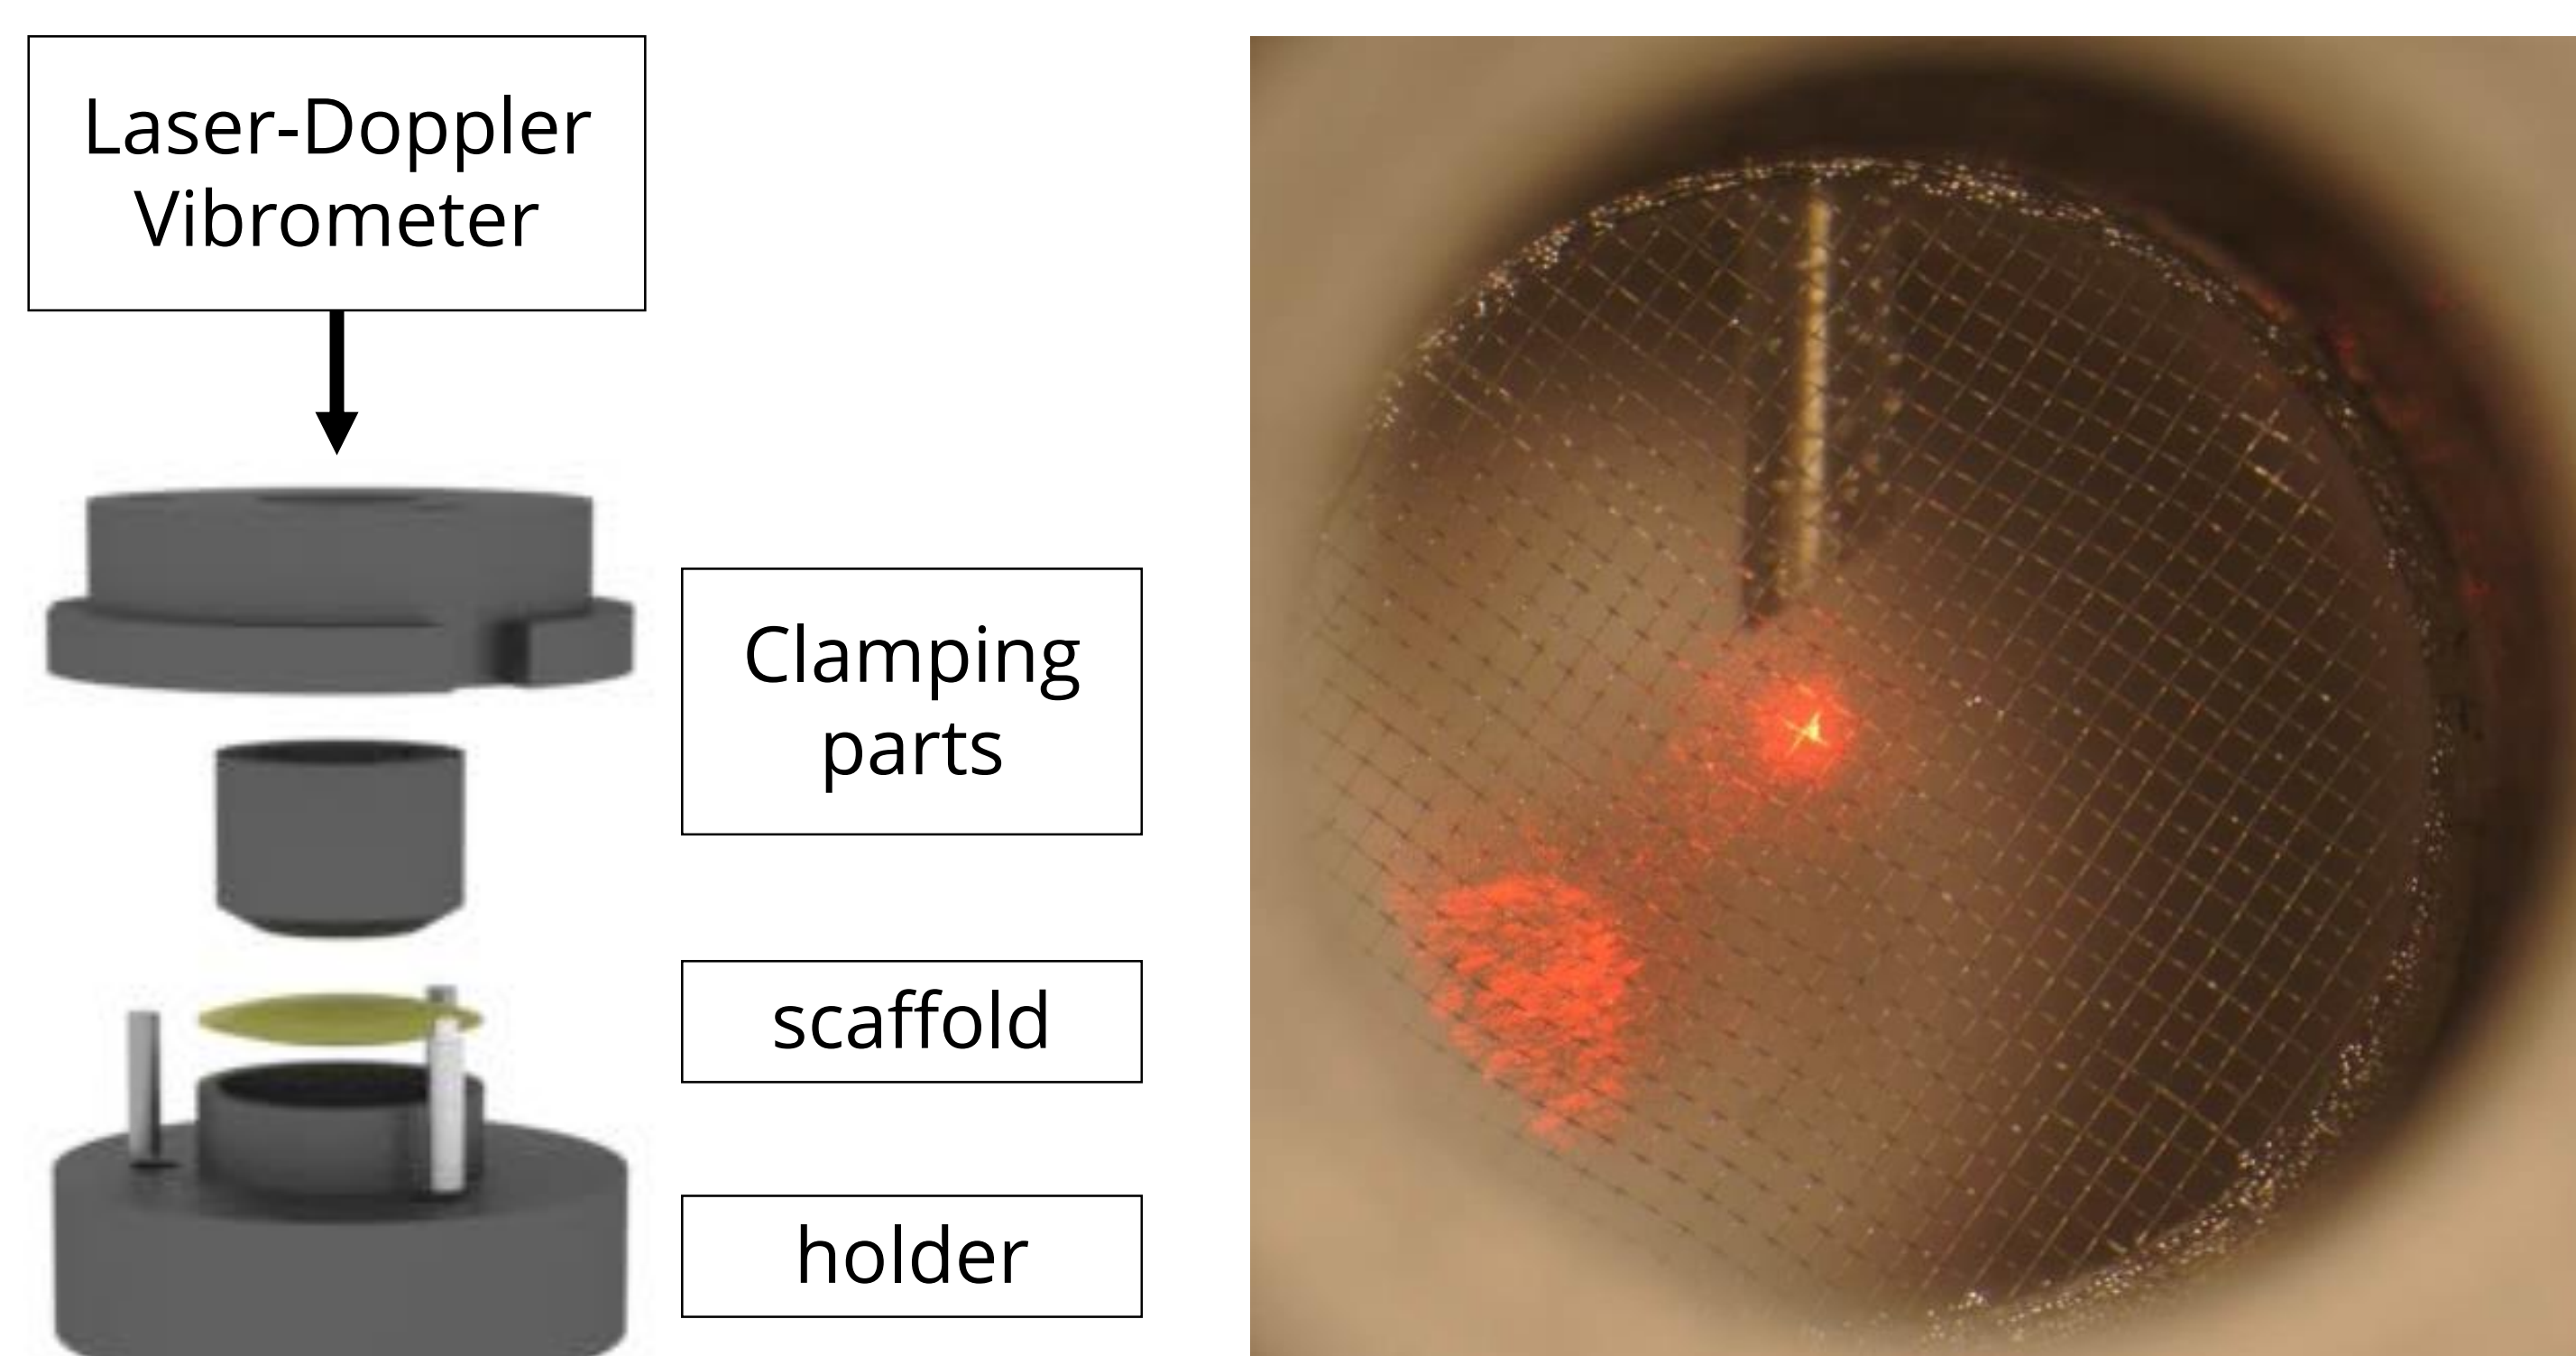 Laser-Doppler
Vibrometer
Clamping
parts
scaffold
holder